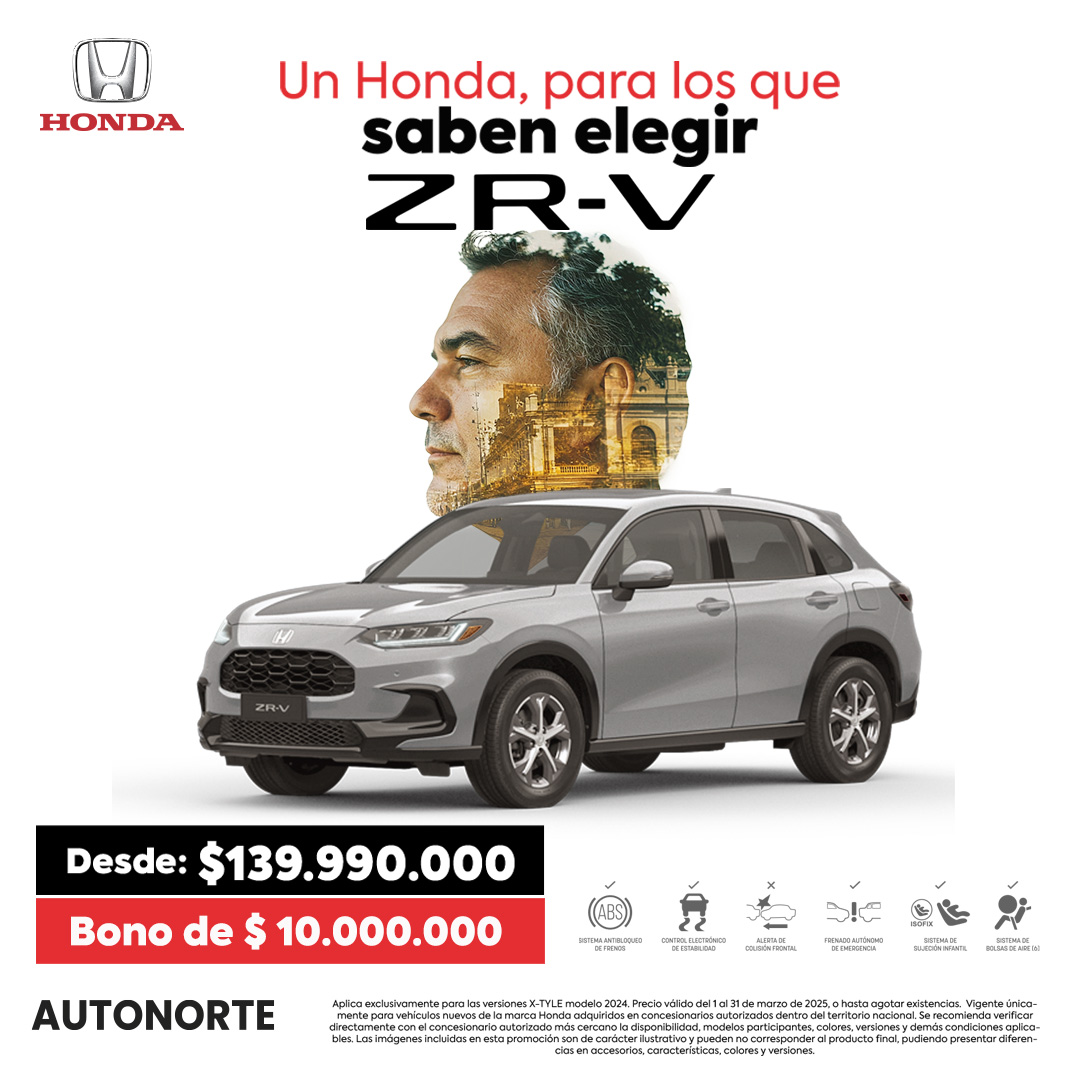 HONDA
Un Honda, para los que
saben elegir
ZR-V
ZR-V
Desde: $139.990.000
Bono de $ 10.000.000
ABS
SISTEMA ANTIBLOQUEO
DE FRENOS
CONTROL ELECTRÓNICO
DE ESTABILIDAD
ALERTA DE
COLISIÓN FRONTAL
FRENADO AUTÓNOMO
DE EMERGENCIA
ISOFIX
SISTEMA DE
SUJECIÓN INFANTIL
SISTEMA DE
BOLSAS DE AIRE (6)
AUTONORTE
Aplica exclusivamente para las versiones X-TYLE modelo 2024. Precio válido del 1 al 31 de marzo de 2025, o hasta agotar existencias. Vigente única-
mente para vehículos nuevos de la marca Honda adquiridos en concesionarios autorizados dentro del territorio nacional. Se recomienda verificar
directamente con el concesionario autorizado más cercano la disponibilidad, modelos participantes, colores, versiones y demás condiciones aplica-
bles. Las imágenes incluidas en esta promoción son de carácter ilustrativo y pueden no corresponder al producto final, pudiendo presentar diferen-
cias en accesorios, características, colores y versiones.